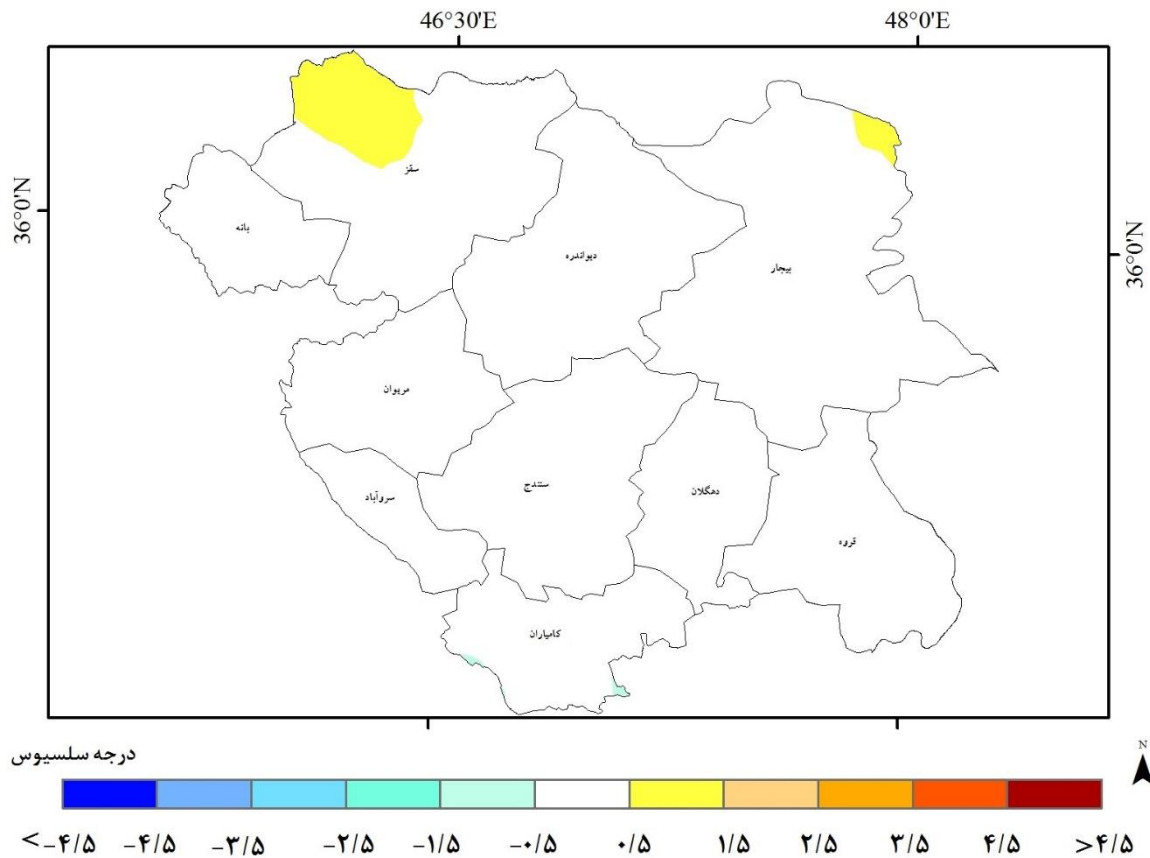 46°30'E 48°0'E
36°0'N
36°0'N
سقز
بانه
دیواندره
بیجار
مریوان
سنندج
سروآباد
دهگلان
قروه
کامیاران
درجه سلسیوس
N
<-۴/۵ -۴/۵ -۳/۵ -۲/۵ -۱/۵ -۰/۵ ۰/۵ ۱/۵ ۲/۵ ۳/۵ ۴/۵ >۴/۵